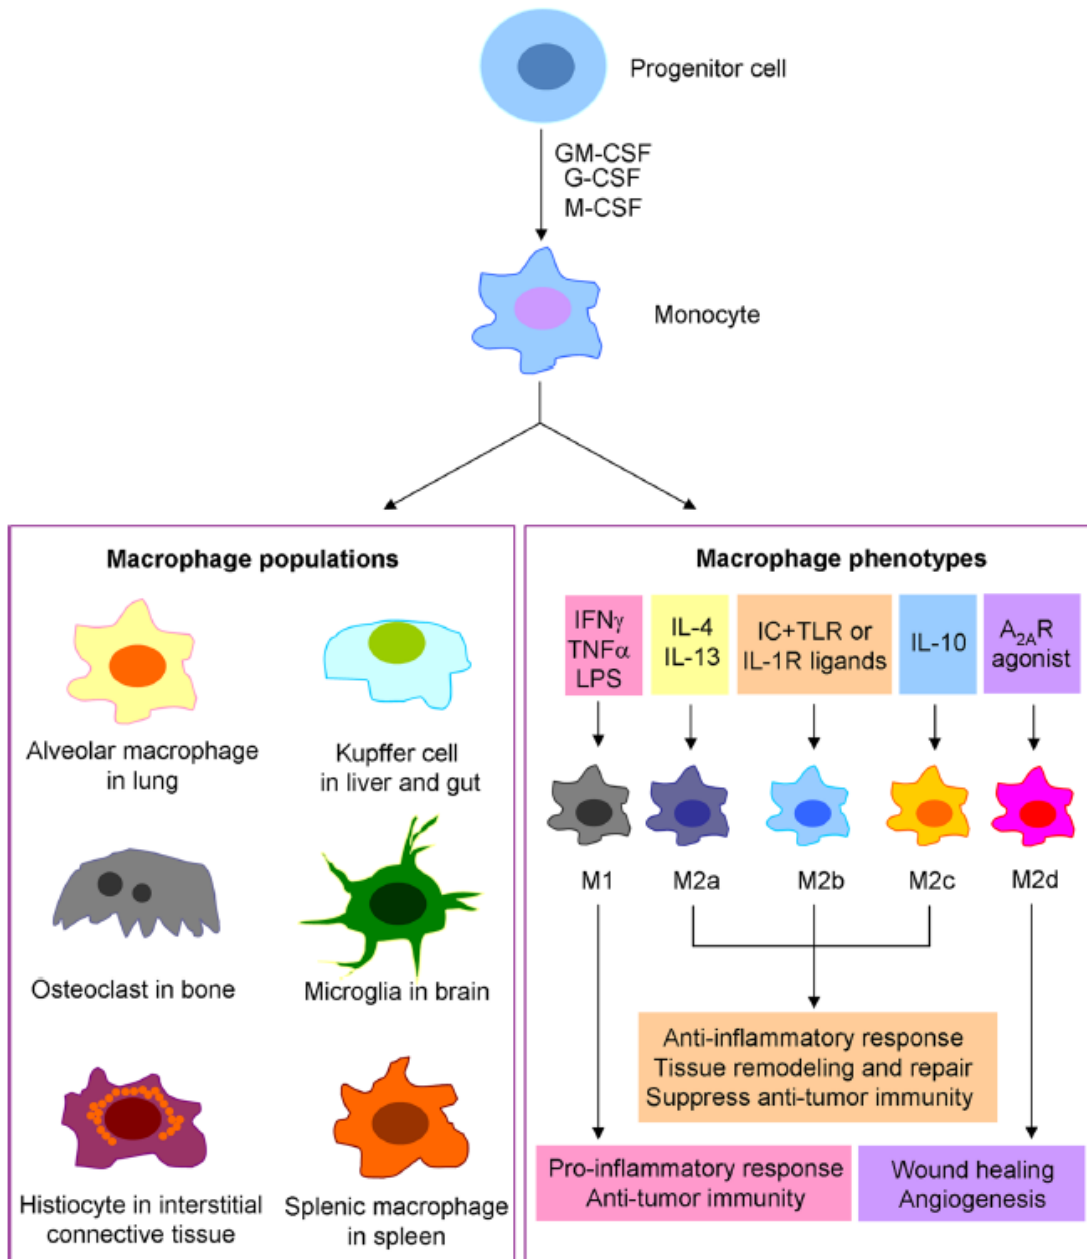 Progenitor cell
GM-CSF
G-CSF
M-CSF
Monocyte
Macrophage populations
Alveolar macrophage
in lung
Kupffer cell
in liver and gut
Osteoclast in bone
Microglia in brain
Histiocyte in interstitial
connective tissue
Splenic macrophage
in spleen
Macrophage phenotypes
IFNγ
TNFα
LPS
IL-4
IL-13
IC+TLR or
IL-1R ligands
IL-10
A₂ₐR
agonist
M1
M2a
M2b
M2c
M2d
Anti-inflammatory response
Tissue remodeling and repair
Suppress anti-tumor immunity
Pro-inflammatory response
Anti-tumor immunity
Wound healing
Angiogenesis